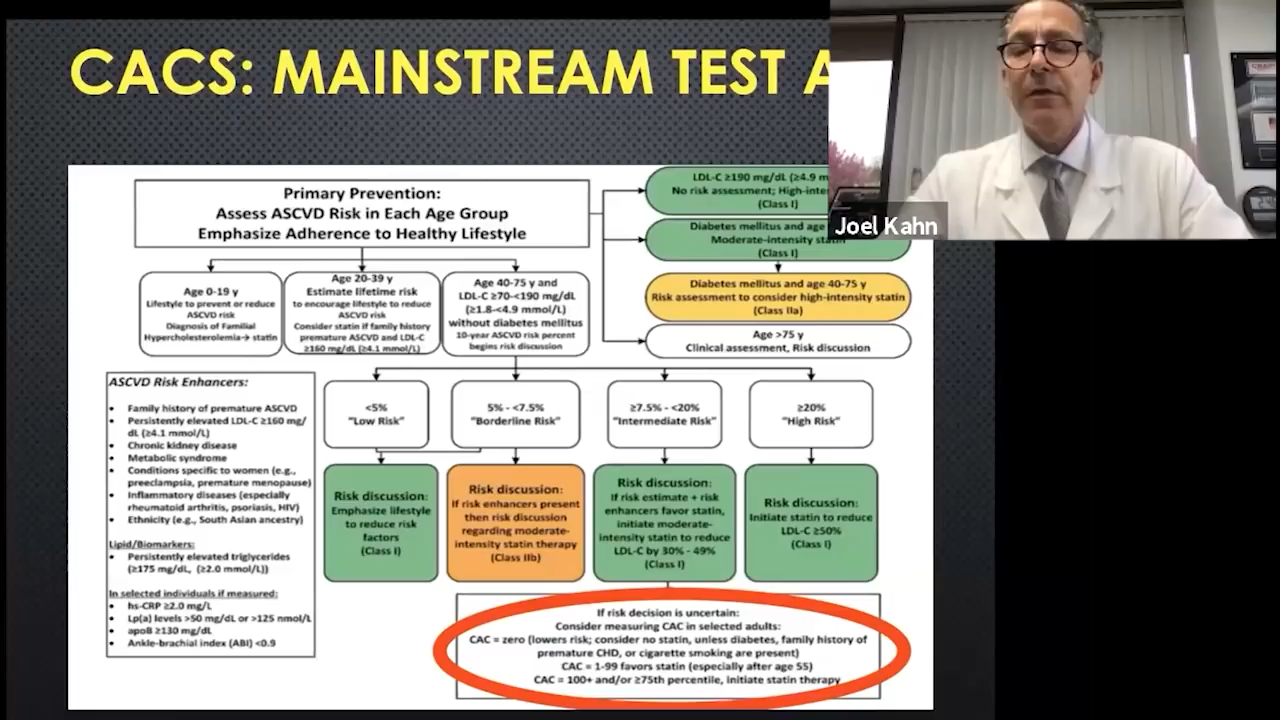 CACS: MAINSTREAM TEST
Joel Kahn
Primary Prevention:
Assess ASCVD Risk in Each Age Group
Emphasize Adherence to Healthy Lifestyle
LDL-C ≥190 mg/dL (≥4.9 m
No risk assessment; High-inten
(Class I)
Diabetes mellitus and age
Moderate-intensity statin
(Class I)
Diabetes mellitus and age 40-75 y
Risk assessment to consider high-intensity statin
(Class IIa)
Age >75 y
Clinical assessment, Risk discussion
Age 0-19 y
Lifestyle to prevent or reduce
ASCVD risk
Diagnosis of Familial
Hypercholesterolemia→ statin
Age 20-39 y
Estimate lifetime risk
to encourage lifestyle to reduce
ASCVD risk
Consider statin if family history
premature ASCVD and LDL-C
≥160 mg/dL (≥4.1 mmol/L)
Age 40-75 y and
LDL-C ≥70-<190 mg/dL
(≥1.8-<4.9 mmol/L)
without diabetes mellitus
10-year ASCVD risk percent
begins risk discussion
ASCVD Risk Enhancers:
• Family history of premature ASCVD
• Persistently elevated LDL-C ≥160 mg/
dL (≥4.1 mmol/L)
• Chronic kidney disease
• Metabolic syndrome
• Conditions specific to women (e.g.,
preeclampsia, premature menopause)
• Inflammatory diseases (especially
rheumatoid arthritis, psoriasis, HIV)
• Ethnicity (e.g., South Asian ancestry)
Lipid/Biomarkers:
• Persistently elevated triglycerides
(≥175 mg/dL, (≥2.0 mmol/L))
In selected individuals if measured:
• hs-CRP ≥2.0 mg/L
• Lp(a) levels >50 mg/dL or >125 nmol/L
• apoB ≥130 mg/dL
• Ankle-brachial index (ABI) <0.9
<5%
"Low Risk"
5% - <7.5%
"Borderline Risk"
≥7.5% - <20%
"Intermediate Risk"
≥20%
"High Risk"
Risk discussion:
Emphasize lifestyle
to reduce risk
factors
(Class I)
Risk discussion:
If risk enhancers present
then risk discussion
regarding moderate-
intensity statin therapy
(Class IIb)
Risk discussion:
If risk estimate + risk
enhancers favor statin,
initiate moderate-
intensity statin to reduce
LDL-C by 30% - 49%
(Class I)
Risk discussion:
Initiate statin to reduce
LDL-C ≥50%
(Class I)
If risk decision is uncertain:
Consider measuring CAC in selected adults:
CAC = zero (lowers risk; consider no statin, unless diabetes, family history of
premature CHD, or cigarette smoking are present)
CAC = 1-99 favors statin (especially after age 55)
CAC = 100+ and/or ≥75th percentile, initiate statin therapy